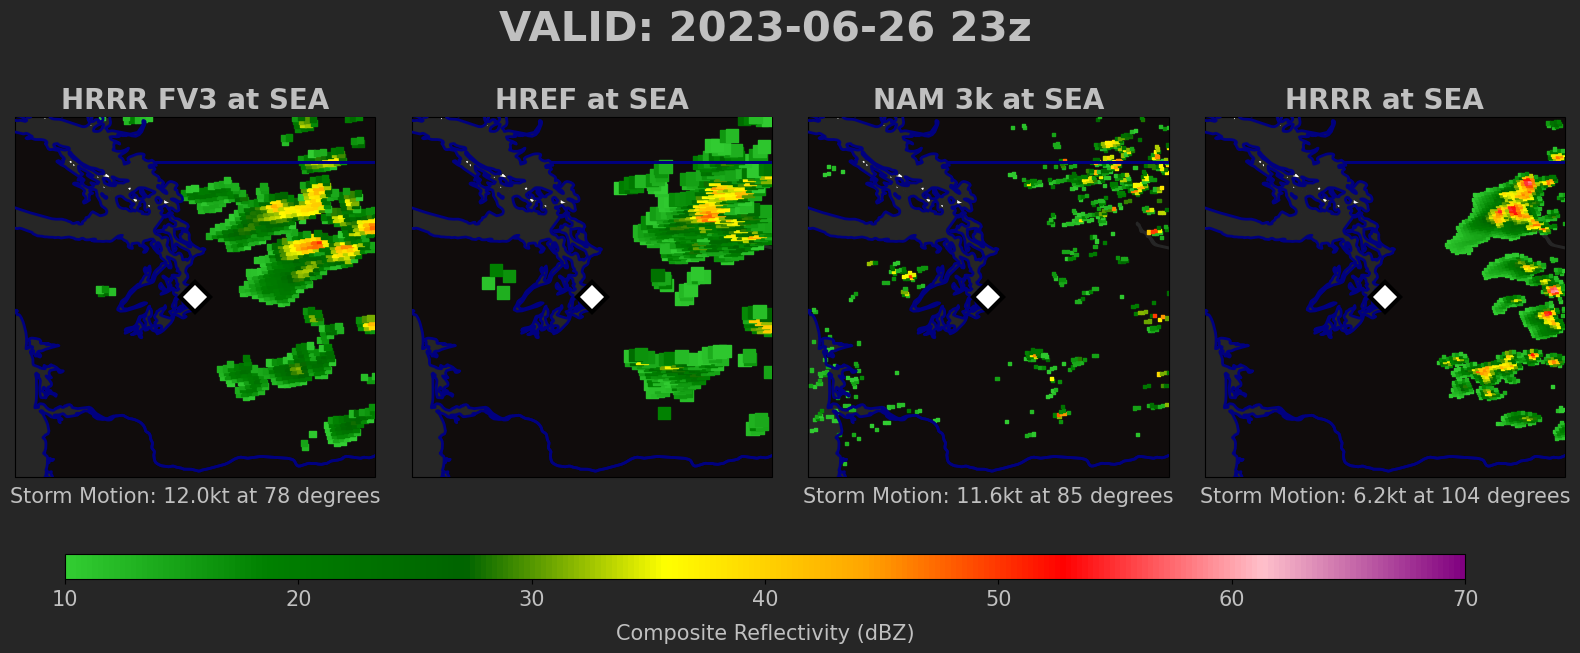 VALID: 2023-06-26 23z
HRRR FV3 at SEA
HREF at SEA
NAM 3k at SEA
HRRR at SEA
Storm Motion: 12.0kt at 78 degrees
Storm Motion: 11.6kt at 85 degrees
Storm Motion: 6.2kt at 104 degrees
10 20 30 40 50 60 70
Composite Reflectivity (dBZ)